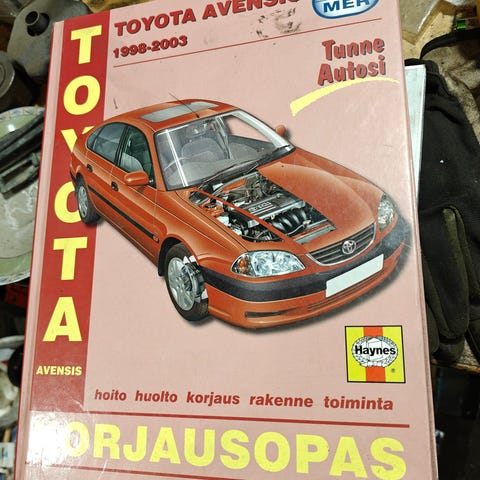 TOYOTA AVENSIS
1998-2003
MER
Tunne
Autosi
TOYOTA
AVENSIS
Haynes
hoito huolto korjaus rakenne toiminta
KORJAUSOPAS